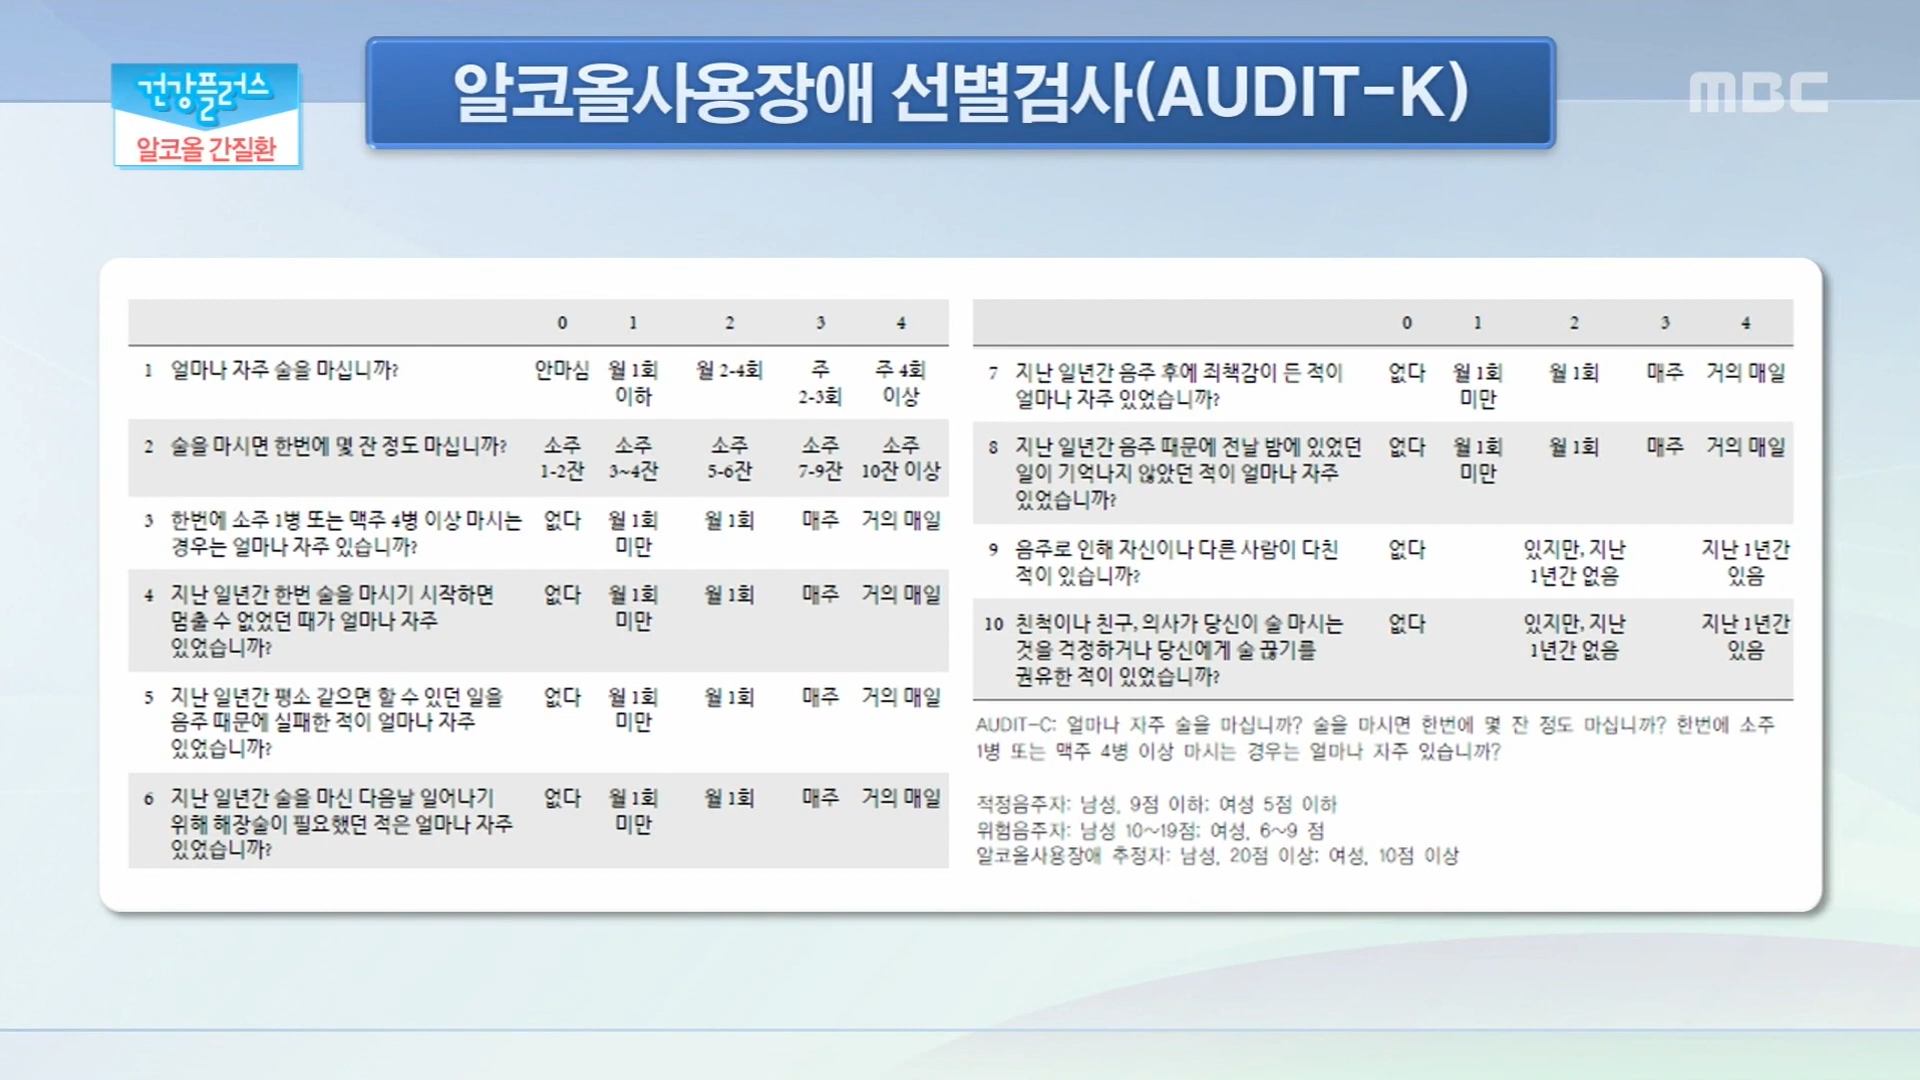 건강플러스
알코올 간질환
알코올사용장애 선별검사(AUDIT-K)
MBC
0 1 2 3 4
1 얼마나 자주 술을 마십니까? 안마심 월 1회 월 2-4회 주 주 4회
이하 2-3회 이상
2 술을 마시면 한번에 몇 잔 정도 마십니까? 소주 소주 소주 소주 소주
1-2잔 3~4잔 5-6잔 7-9잔 10잔 이상
3 한번에 소주 1병 또는 맥주 4병 이상 마시는 없다 월 1회 월 1회 매주 거의 매일
경우는 얼마나 자주 있습니까? 미만
4 지난 일년간 한번 술을 마시기 시작하면 없다 월 1회 월 1회 매주 거의 매일
멈출 수 없었던 때가 얼마나 자주 미만
있었습니까?
5 지난 일년간 평소 같으면 할 수 있던 일을 없다 월 1회 월 1회 매주 거의 매일
음주 때문에 실패한 적이 얼마나 자주 미만
있었습니까?
6 지난 일년간 술을 마신 다음날 일어나기 없다 월 1회 월 1회 매주 거의 매일
위해 해장술이 필요했던 적은 얼마나 자주 미만
있었습니까?
0 1 2 3 4
7 지난 일년간 음주 후에 죄책감이 든 적이 없다 월 1회 월 1회 매주 거의 매일
얼마나 자주 있었습니까? 미만
8 지난 일년간 음주 때문에 전날 밤에 있었던 없다 월 1회 월 1회 매주 거의 매일
일이 기억나지 않았던 적이 얼마나 자주 미만
있었습니까?
9 음주로 인해 자신이나 다른 사람이 다친 없다 있지만, 지난 지난 1년간
적이 있습니까? 1년간 없음 있음
10 친척이나 친구, 의사가 당신이 술 마시는 없다 있지만, 지난 지난 1년간
것을 걱정하거나 당신에게 술 끊기를 1년간 없음 있음
권유한 적이 있었습니까?
AUDIT-C: 얼마나 자주 술을 마십니까? 술을 마시면 한번에 몇 잔 정도 마십니까? 한번에 소주
1병 또는 맥주 4병 이상 마시는 경우는 얼마나 자주 있습니까?
적정음주자: 남성, 9점 이하; 여성 5점 이하
위험음주자: 남성 10~19점; 여성, 6~9 점
알코올사용장애 추정자: 남성, 20점 이상; 여성, 10점 이상